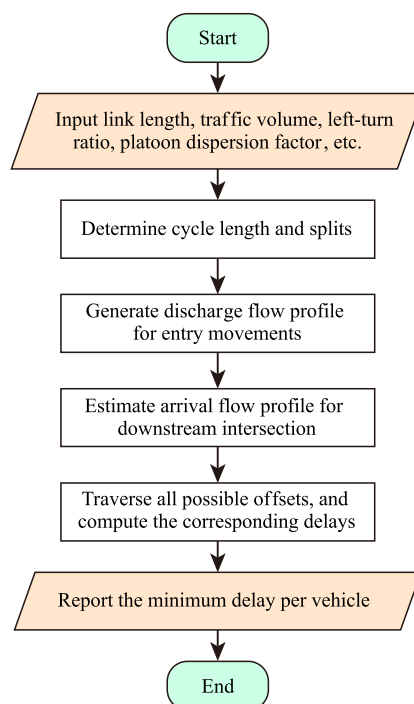 Start
Input link length, traffic volume, left-turn
ratio, platoon dispersion factor, etc.
Determine cycle length and splits
Generate discharge flow profile
for entry movements
Estimate arrival flow profile for
downstream intersection
Traverse all possible offsets, and
compute the corresponding delays
Report the minimum delay per vehicle
End